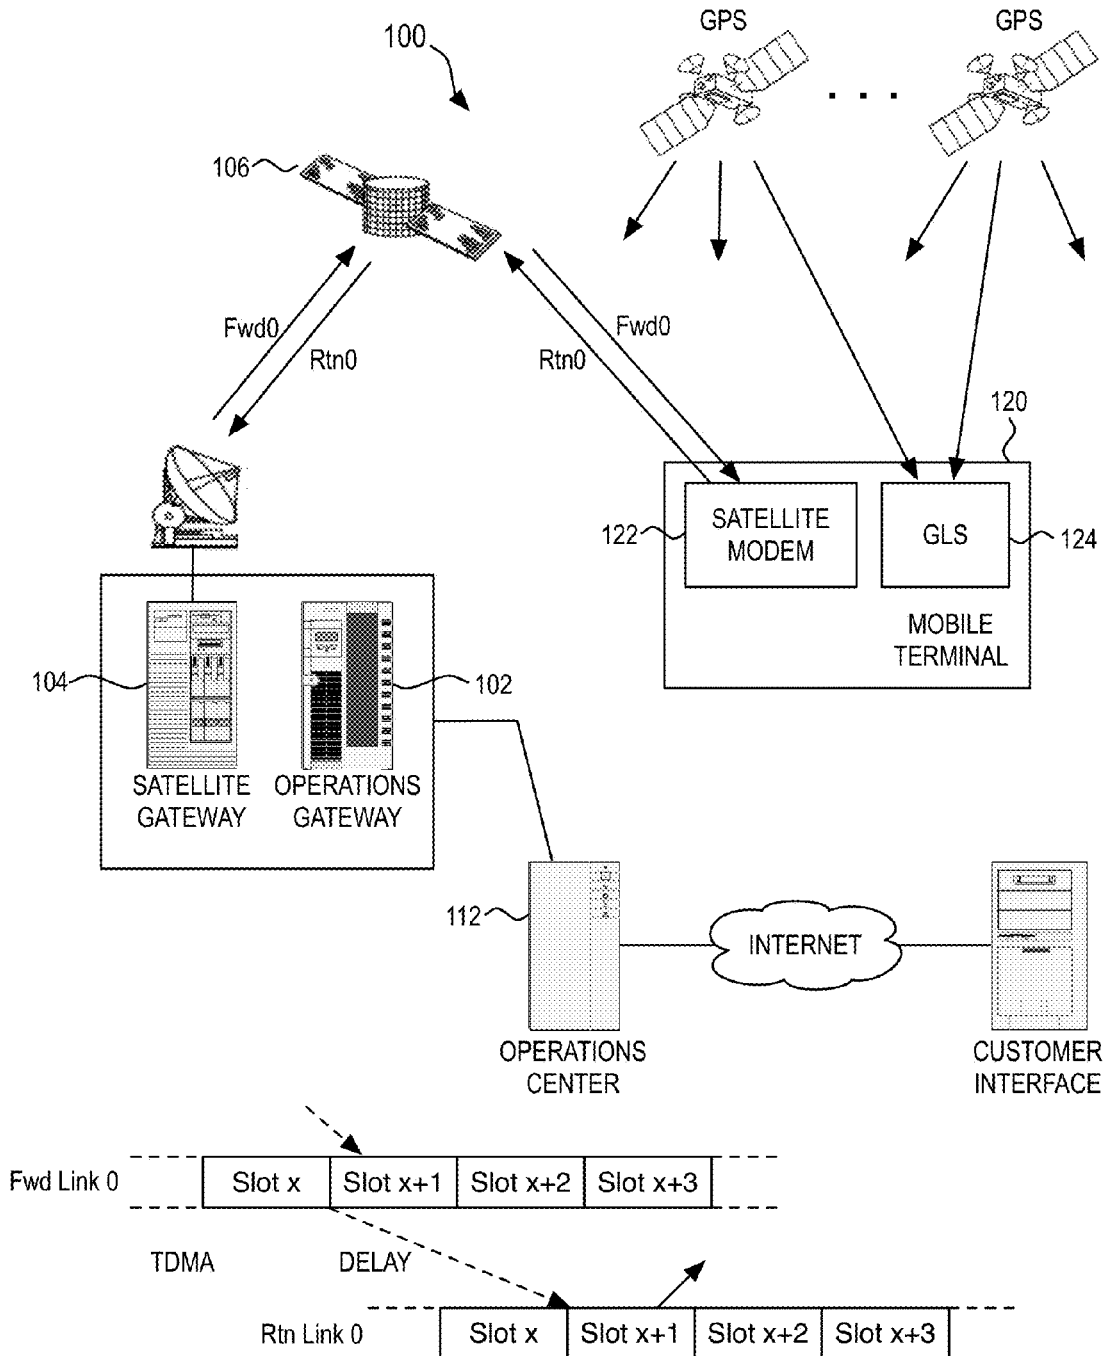 GPS
GPS
100
. . .
106
Fwd0
Rtn0
Fwd0
Rtn0
120
122
SATELLITE
MODEM
GLS
124
MOBILE
TERMINAL
104
102
SATELLITE
GATEWAY
OPERATIONS
GATEWAY
112
INTERNET
OPERATIONS
CENTER
CUSTOMER
INTERFACE
Fwd Link 0
Slot x
Slot x+1
Slot x+2
Slot x+3
TDMA
DELAY
Rtn Link 0
Slot x
Slot x+1
Slot x+2
Slot x+3